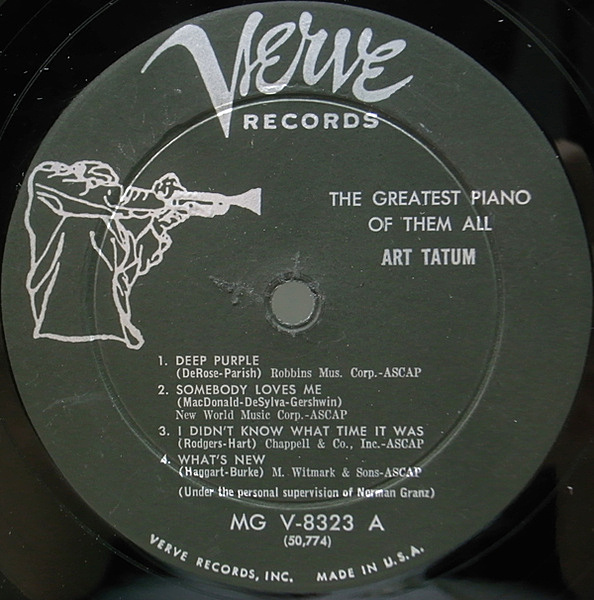 Verve
RECORDS
THE GREATEST PIANO
OF THEM ALL
ART TATUM
1. DEEP PURPLE
(DeRose-Parish) Robbins Mus. Corp.-ASCAP
2. SOMEBODY LOVES ME
(MacDonald-DeSylva-Gershwin)
New World Music Corp.-ASCAP
3. I DIDN'T KNOW WHAT TIME IT WAS
(Rodgers-Hart) Chappell & Co., Inc.-ASCAP
4. WHAT'S NEW
(Haggart-Burke) M. Witmark & Sons-ASCAP
(Under the personal supervision of Norman Granz)
MG V-8323 A
(50,774)
VERVE RECORDS, INC. MADE IN U.S.A.